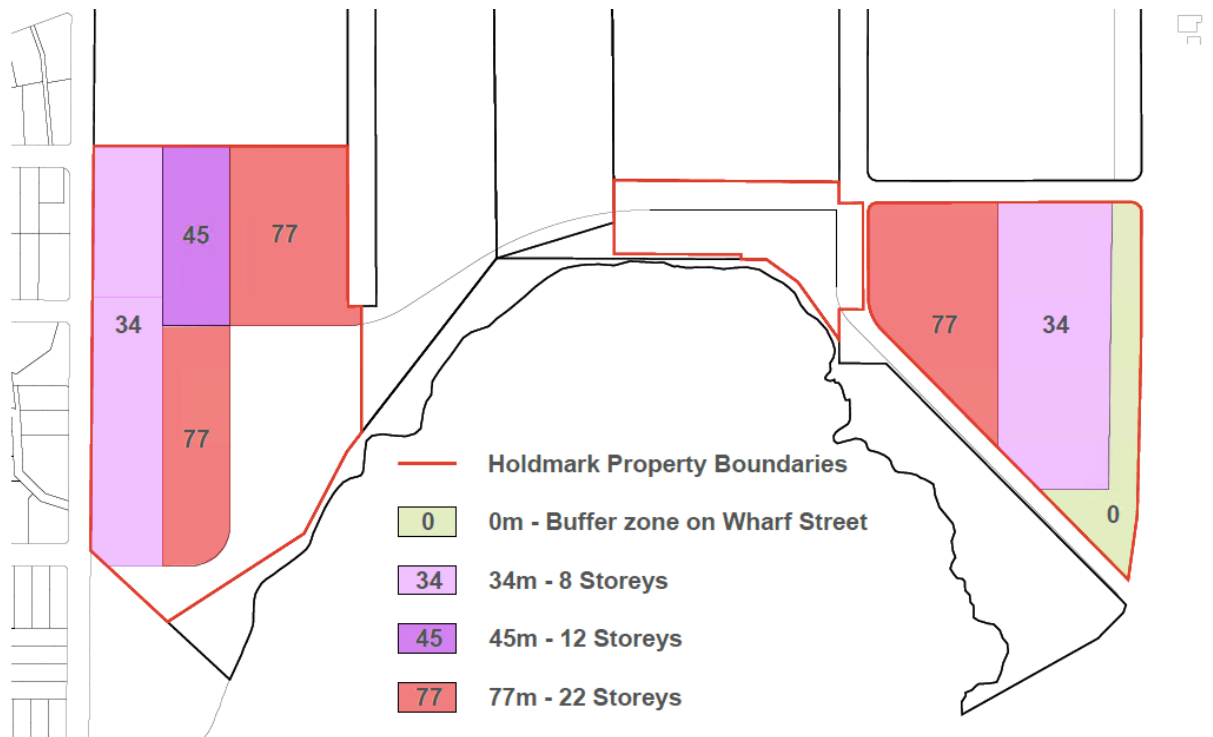 45
77
34
77
77
34
0
Holdmark Property Boundaries
0 0m - Buffer zone on Wharf Street
34 34m - 8 Storeys
45 45m - 12 Storeys
77 77m - 22 Storeys